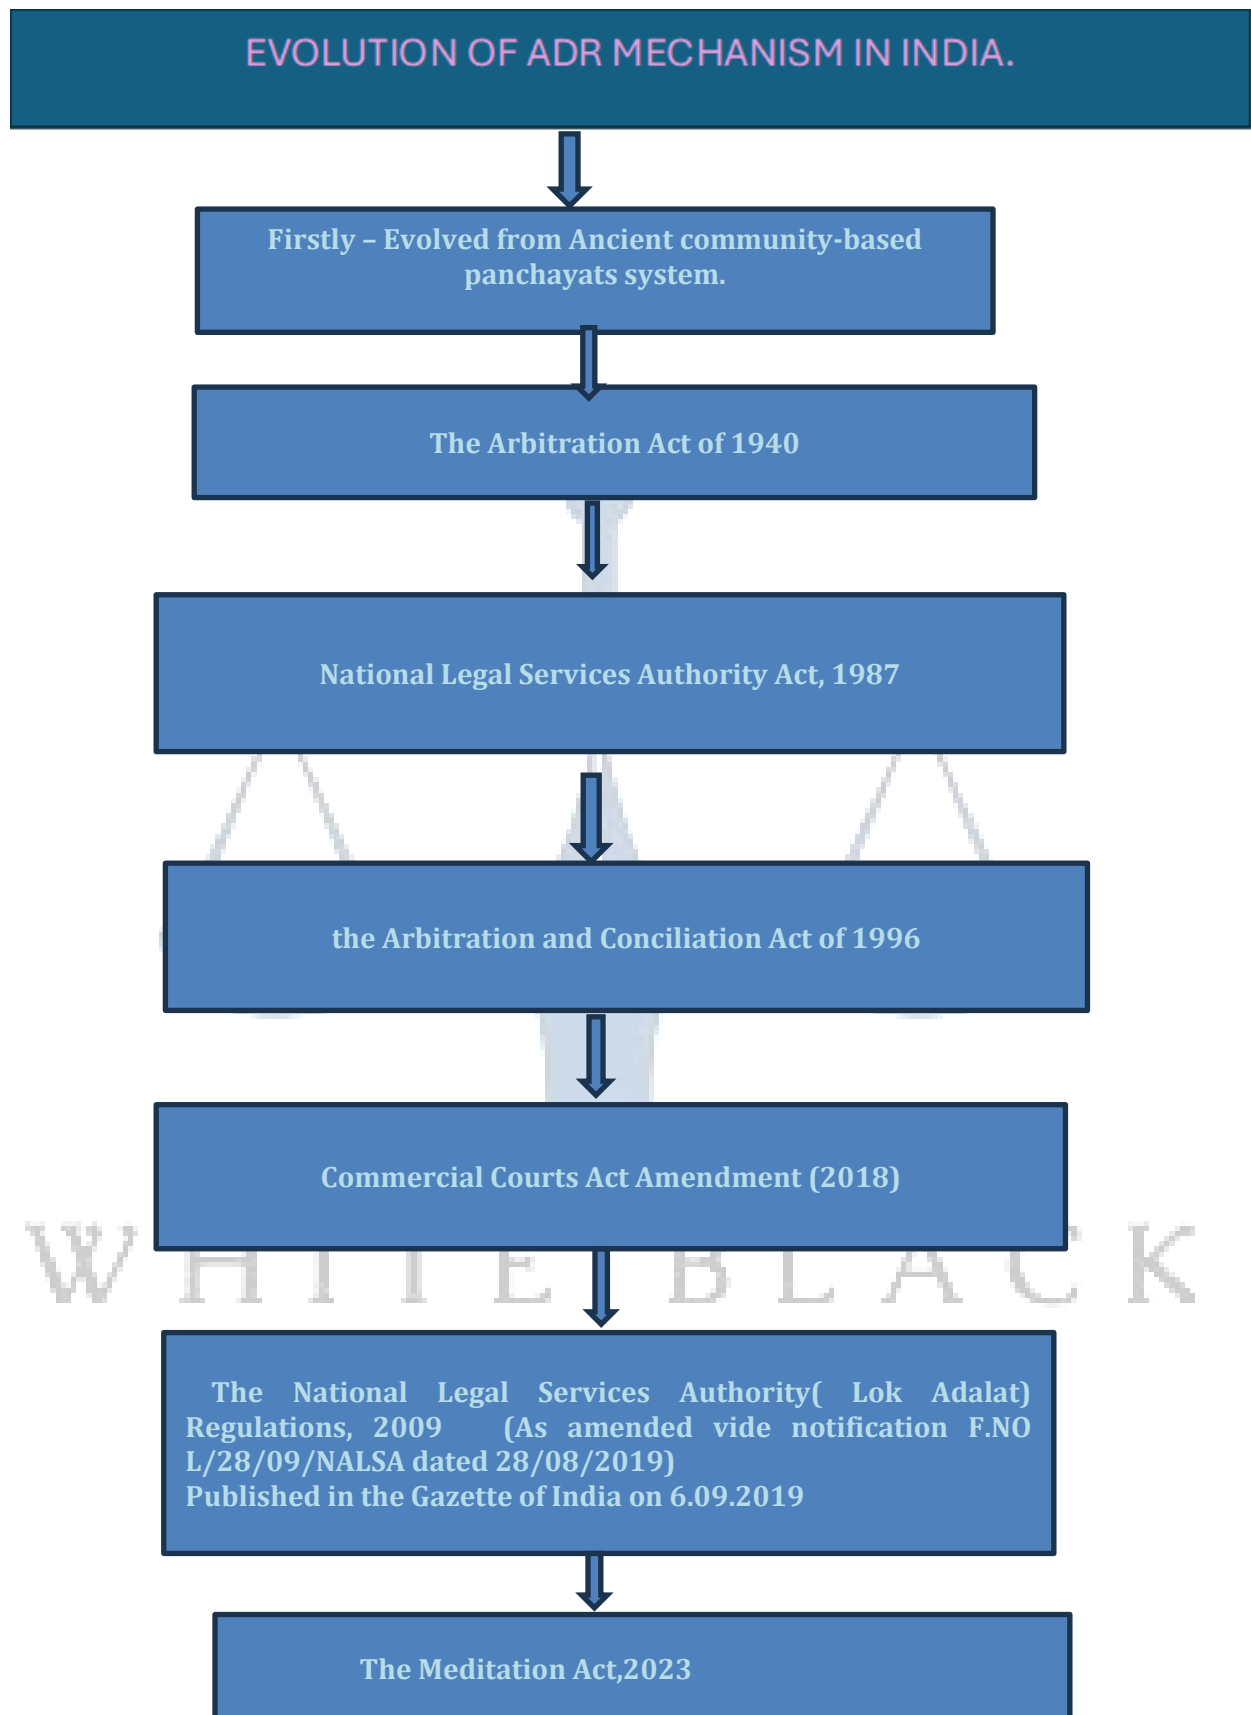 EVOLUTION OF ADR MECHANISM IN INDIA.
Firstly – Evolved from Ancient community-based
panchayats system.
The Arbitration Act of 1940
National Legal Services Authority Act, 1987
the Arbitration and Conciliation Act of 1996
Commercial Courts Act Amendment (2018)
WHITE BLACK
The National Legal Services Authority( Lok Adalat)
Regulations, 2009 (As amended vide notification F.NO
L/28/09/NALSA dated 28/08/2019)
Published in the Gazette of India on 6.09.2019
The Meditation Act,2023